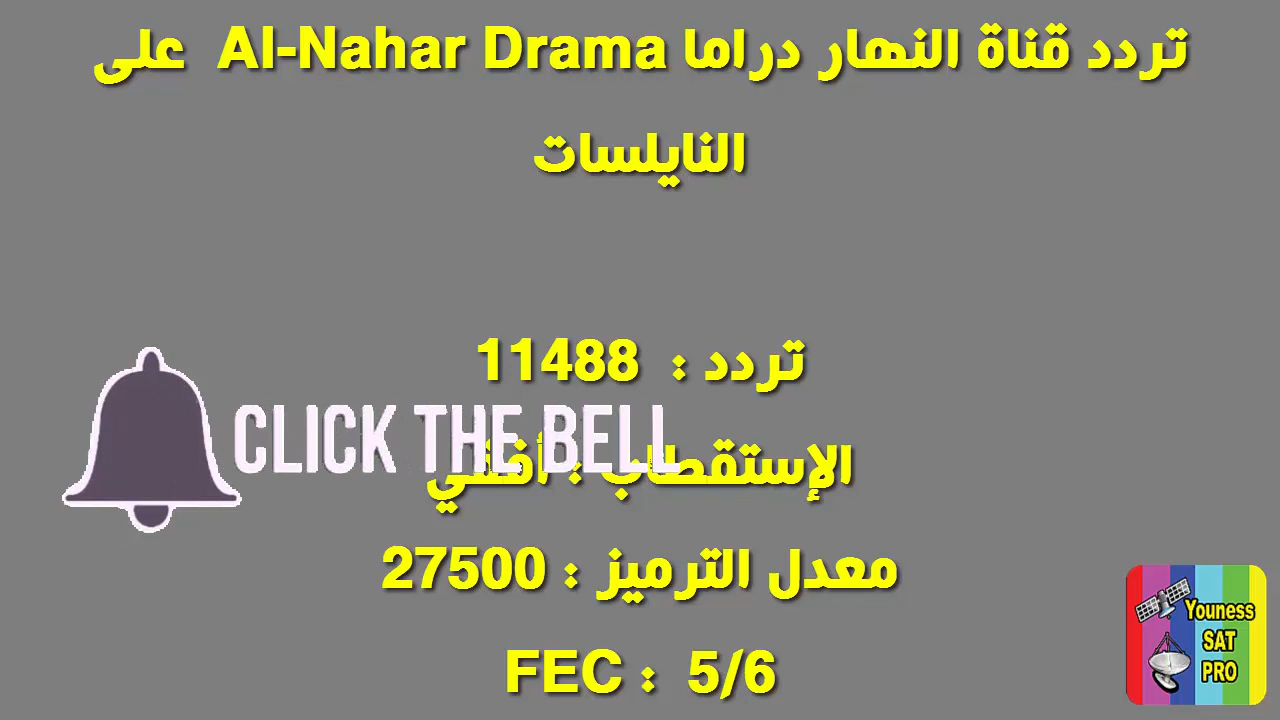 تردد قناة النهار دراما Al-Nahar Drama على
النايلسات
تردد : 11488
CLICK THE BELL
الإستقطاب : أفقي
معدل الترميز : 27500
FEC : 5/6
Youness
SAT
PRO